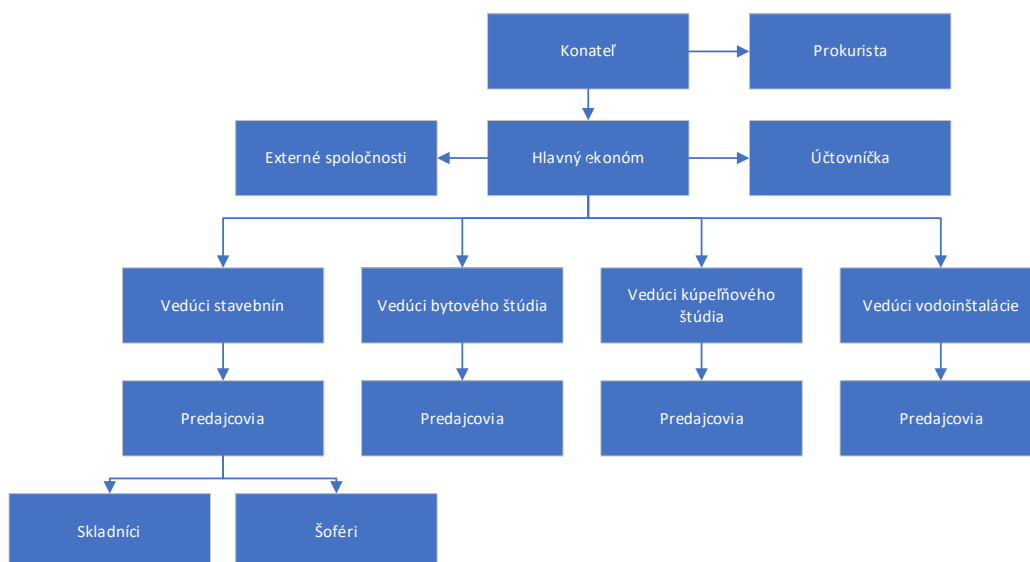 Konateľ
Prokurista
Externé spoločnosti
Hlavný ekonóm
Účtovníčka
Vedúci stavebnín
Vedúci bytového štúdia
Vedúci kúpeľňového
štúdia
Vedúci vodoinštalácie
Predajcovia
Predajcovia
Predajcovia
Predajcovia
Skladníci
Šoféri